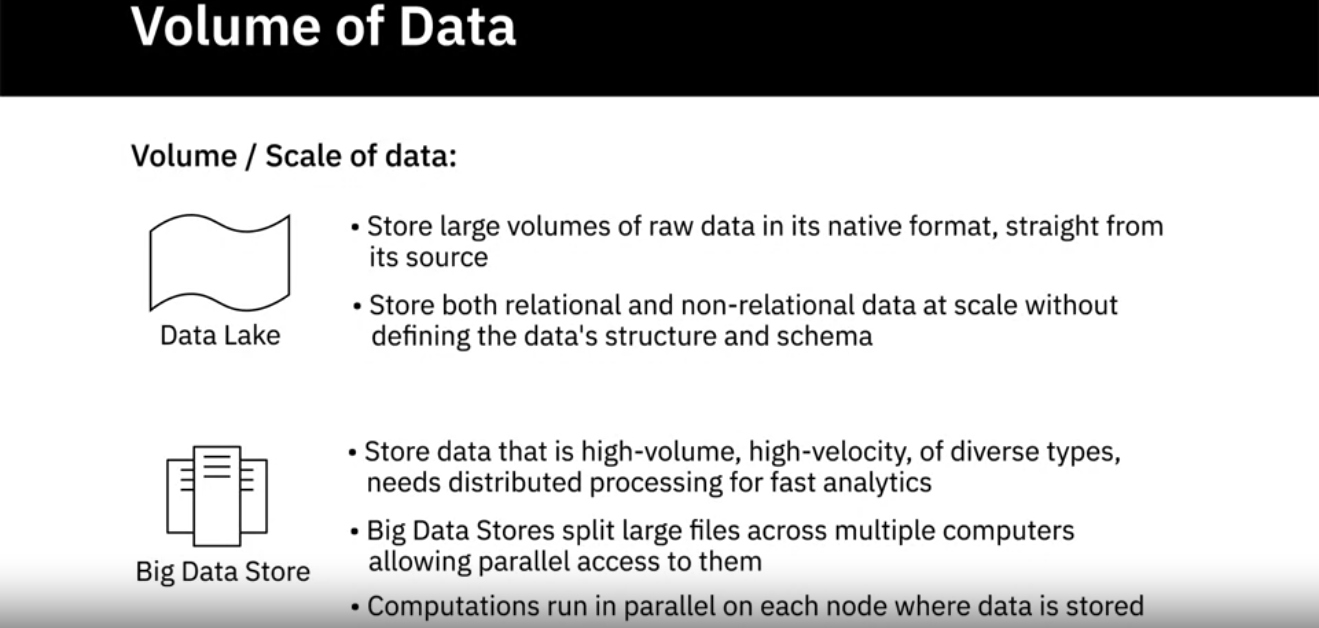 Volume of Data
Volume / Scale of data:
• Store large volumes of raw data in its native format, straight from
its source
• Store both relational and non-relational data at scale without
defining the data's structure and schema
Data Lake
• Store data that is high-volume, high-velocity, of diverse types,
needs distributed processing for fast analytics
• Big Data Stores split large files across multiple computers
allowing parallel access to them
Big Data Store
• Computations run in parallel on each node where data is stored